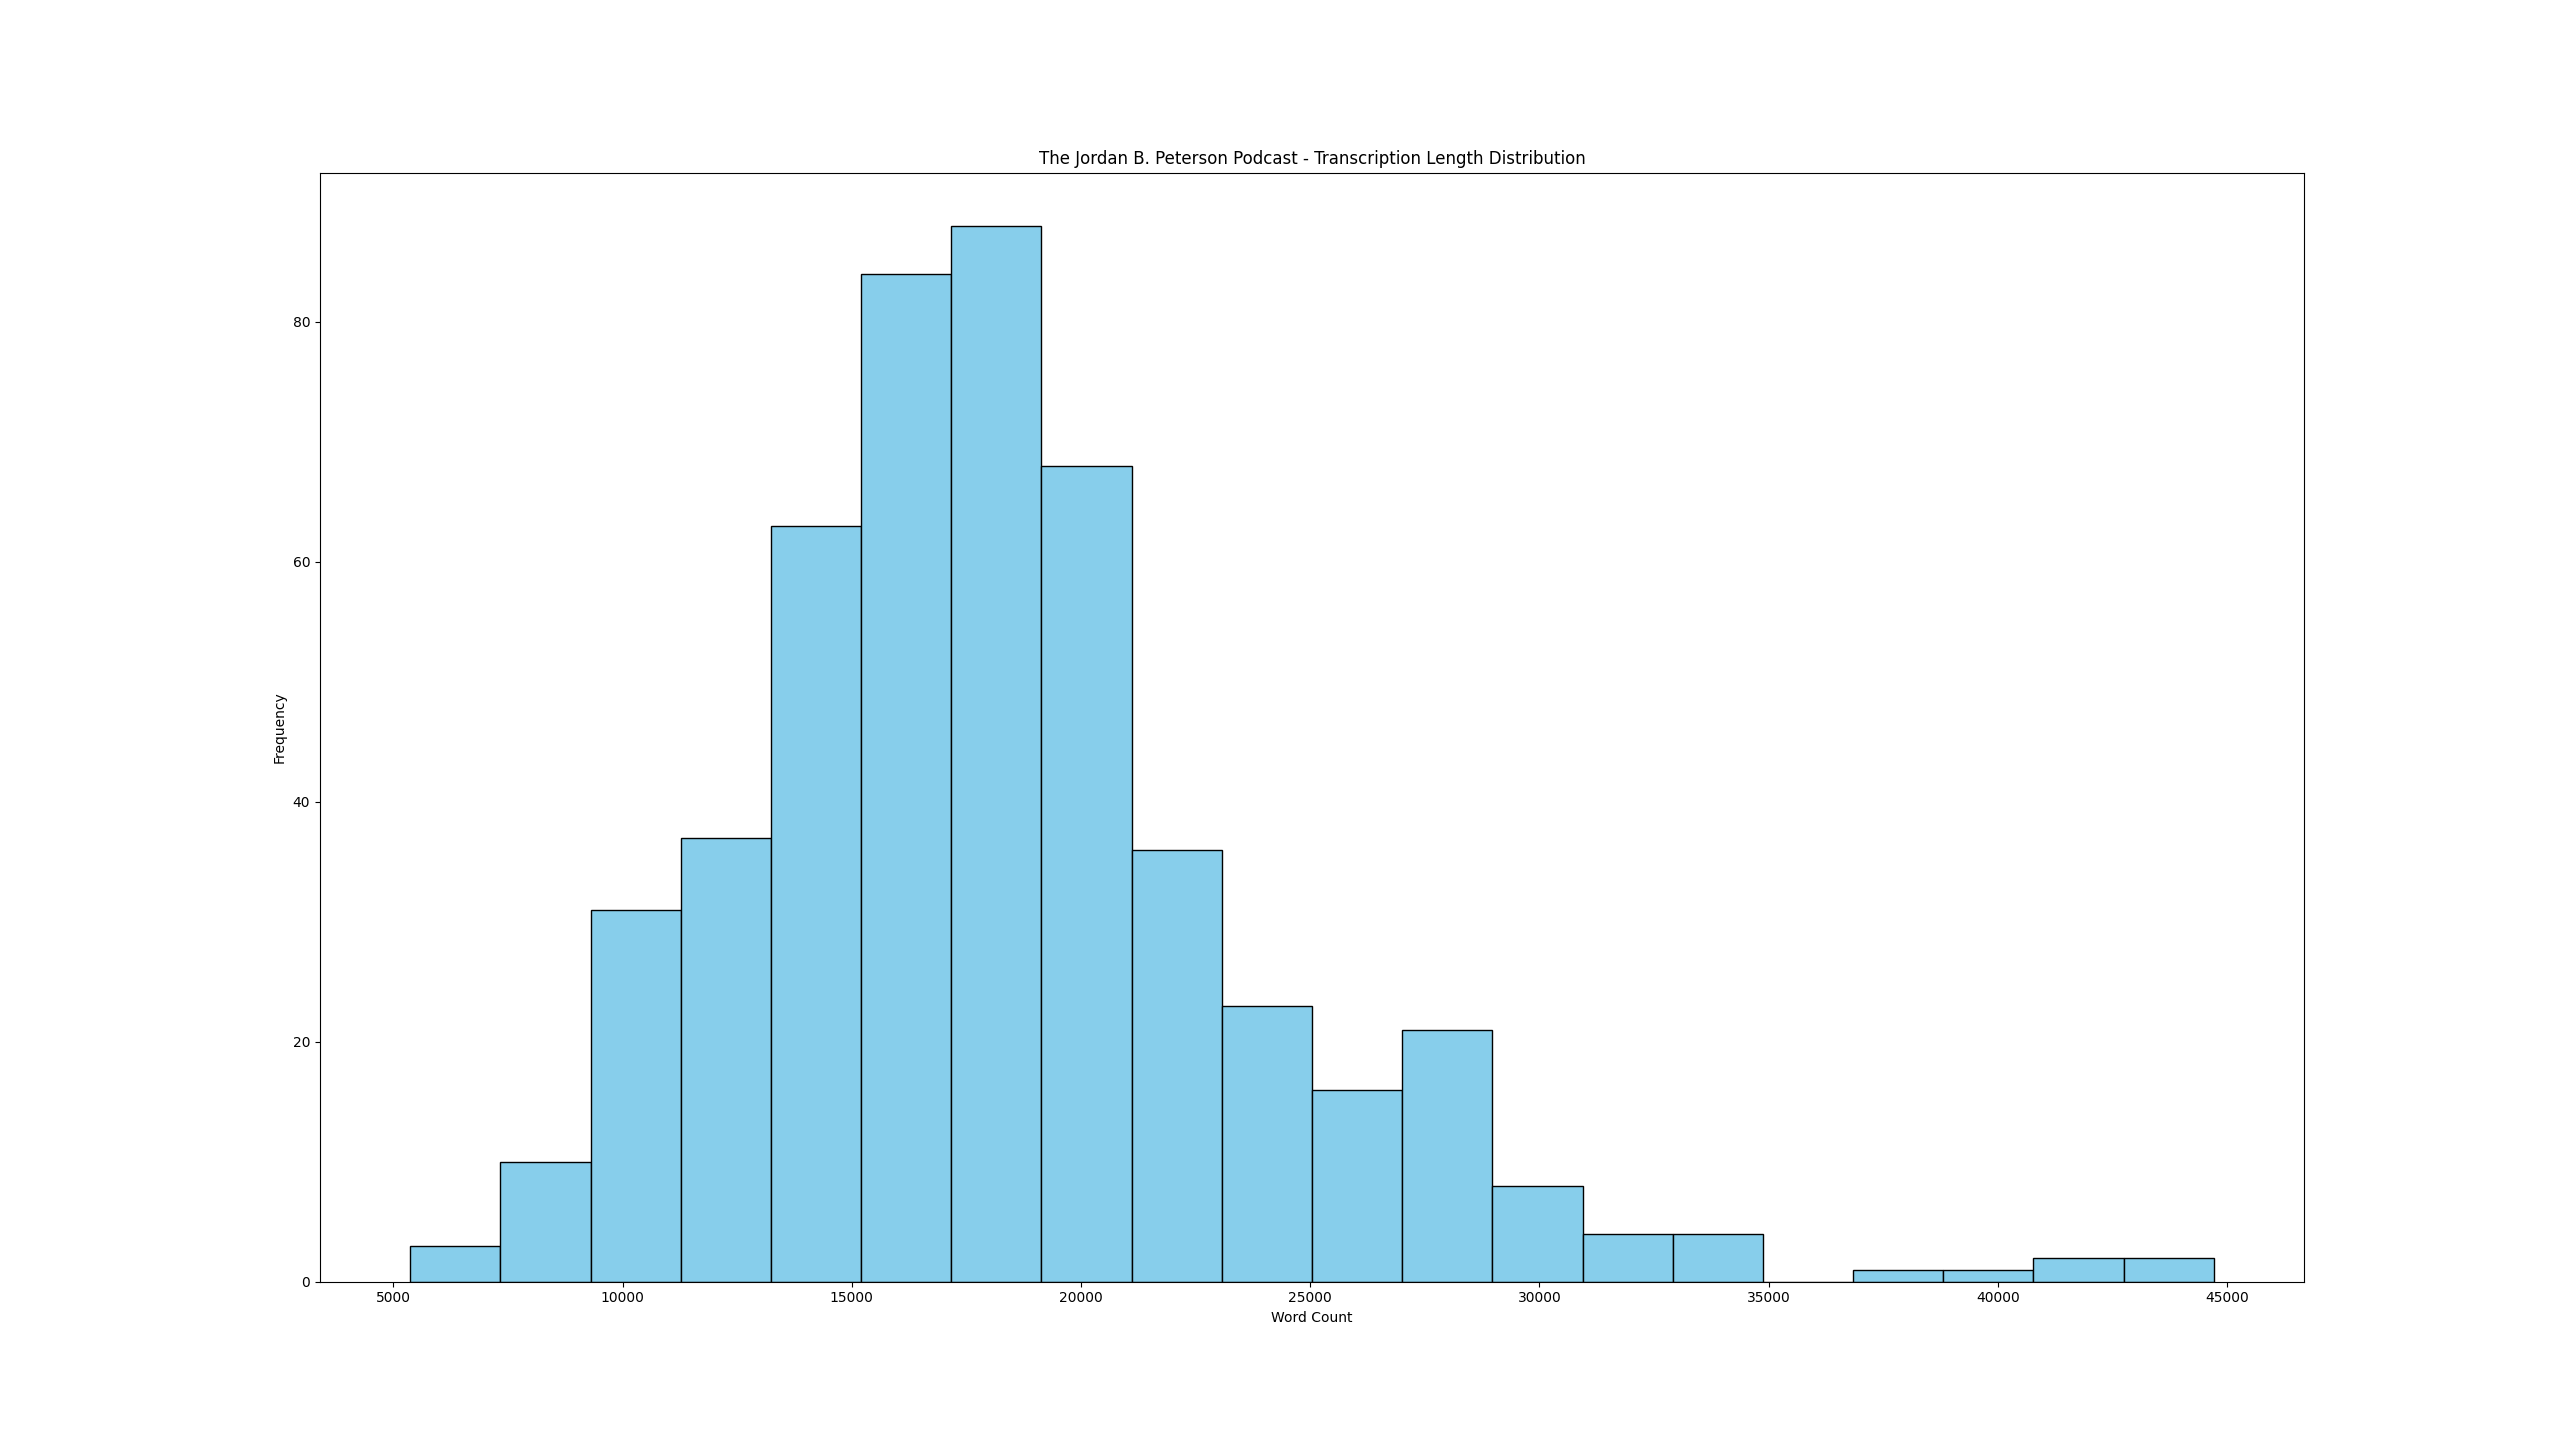 The Jordan B. Peterson Podcast - Transcription Length Distribution
80
60
40
20
0
Frequency
5000 10000 15000 20000 25000 30000 35000 40000 45000
Word Count